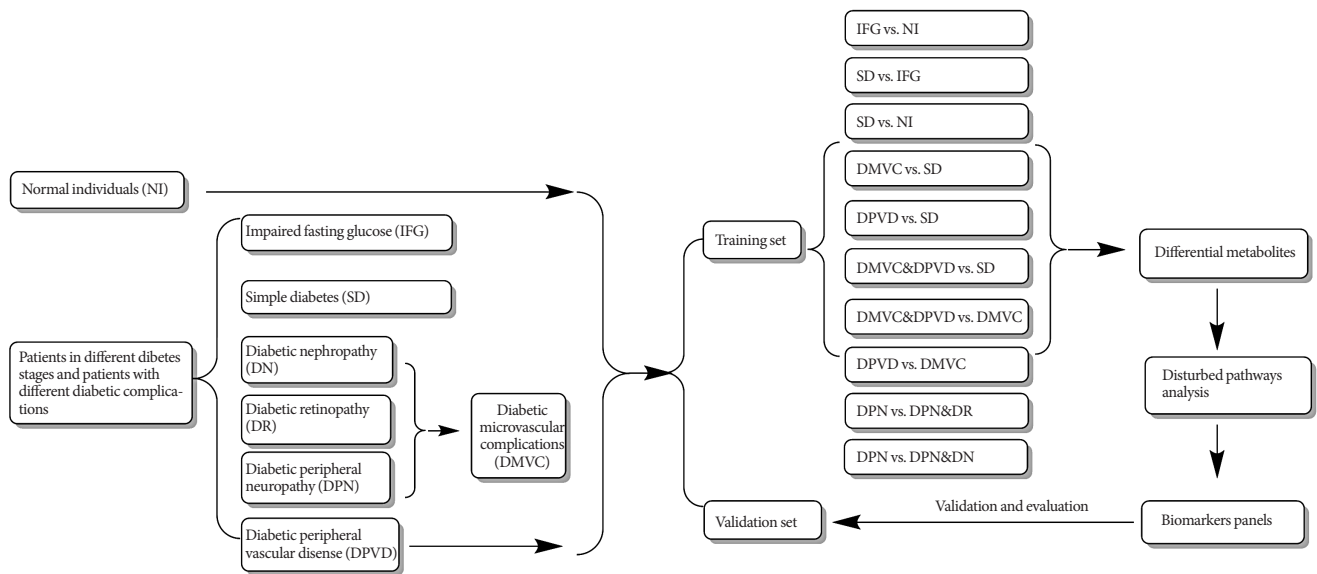 Normal individuals (NI)
Patients in different dibetes
stages and patients with
different diabetic complica-
tions
Impaired fasting glucose (IFG)
Simple diabetes (SD)
Diabetic nephropathy
(DN)
Diabetic retinopathy
(DR)
Diabetic peripheral
neuropathy (DPN)
Diabetic peripheral
vascular disease (DPVD)
Diabetic
microvascular
complications
(DMVC)
Training set
Validation set
IFG vs. NI
SD vs. IFG
SD vs. NI
DMVC vs. SD
DPVD vs. SD
DMVC&DPVD vs. SD
DMVC&DPVD vs. DMVC
DPVD vs. DMVC
DPN vs. DPN&DR
DPN vs. DPN&DN
Differential metabolites
Disturbed pathways
analysis
Biomarkers panels
Validation and evaluation